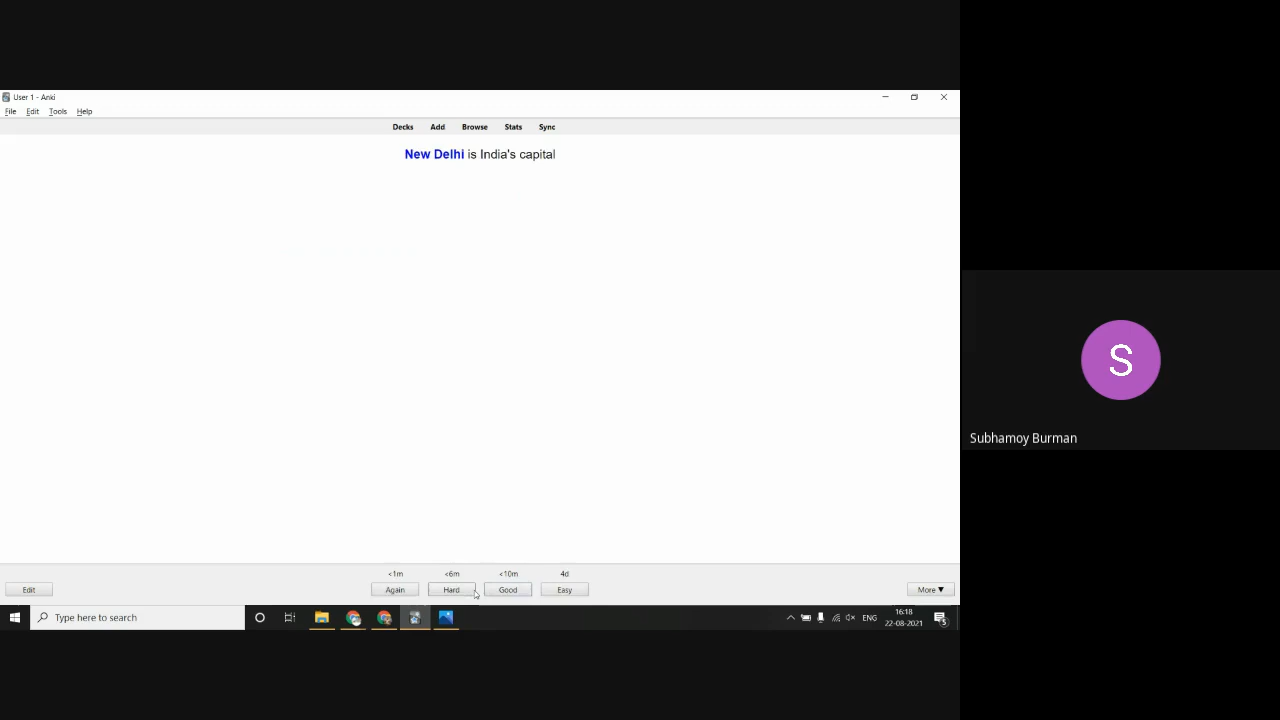 User 1 - Anki
File Edit Tools Help
Decks Add Browse Stats Sync
New Delhi is India's capital
S
Subhamoy Burman
<1m <6m <10m 4d
Edit Again Hard Good Easy More ▼
Type here to search
ENG
16:18
22-08-2021
5